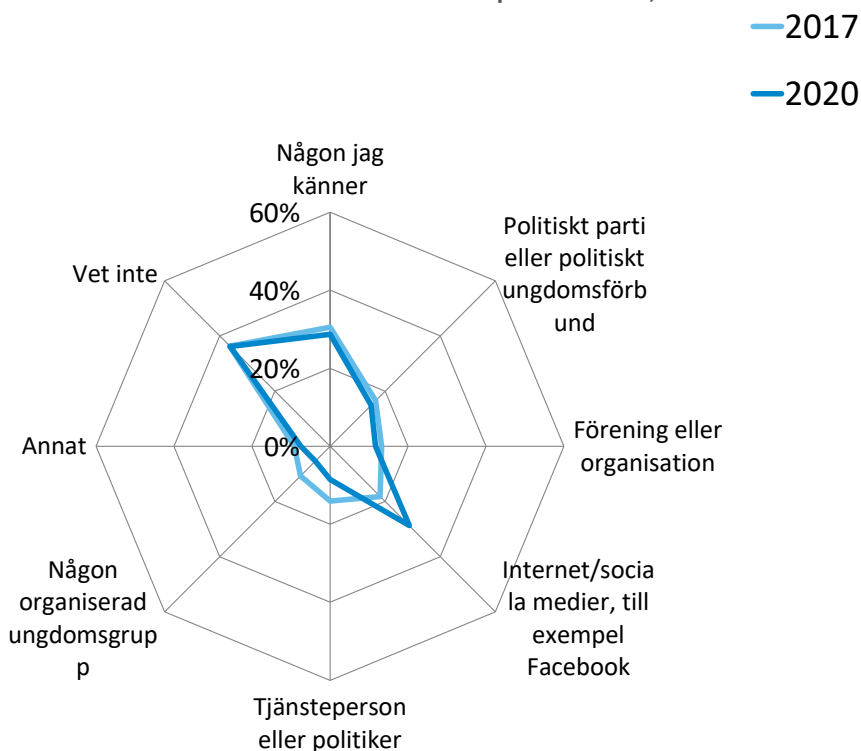 2017
2020
Någon jag
känner
60%
40%
20%
0%
Politiskt parti
eller politiskt
ungdomsförb
und
Förening eller
organisation
Internet/socia
la medier, till
exempel
Facebook
Tjänsteperson
eller politiker
Någon
organiserad
ungdomsgrup
p
Annat
Vet inte